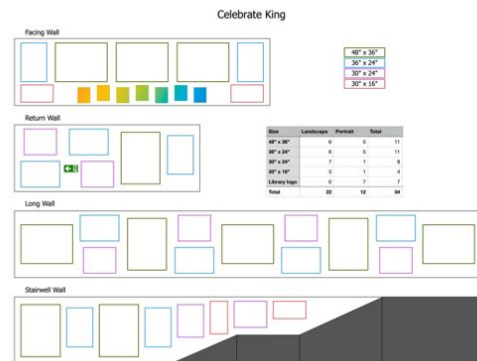 Celebrate King
Facing Wall
48" x 36"
36" x 24"
30" x 24"
30" x 16"
Return Wall
Size Landscape Portrait Total
48" x 36" 6 5 11
36" x 24" 6 5 11
30" x 24" 7 1 8
30" x 16" 3 1 4
Library logo 0 7 7
Total 22 12 34
Long Wall
Stairwell Wall